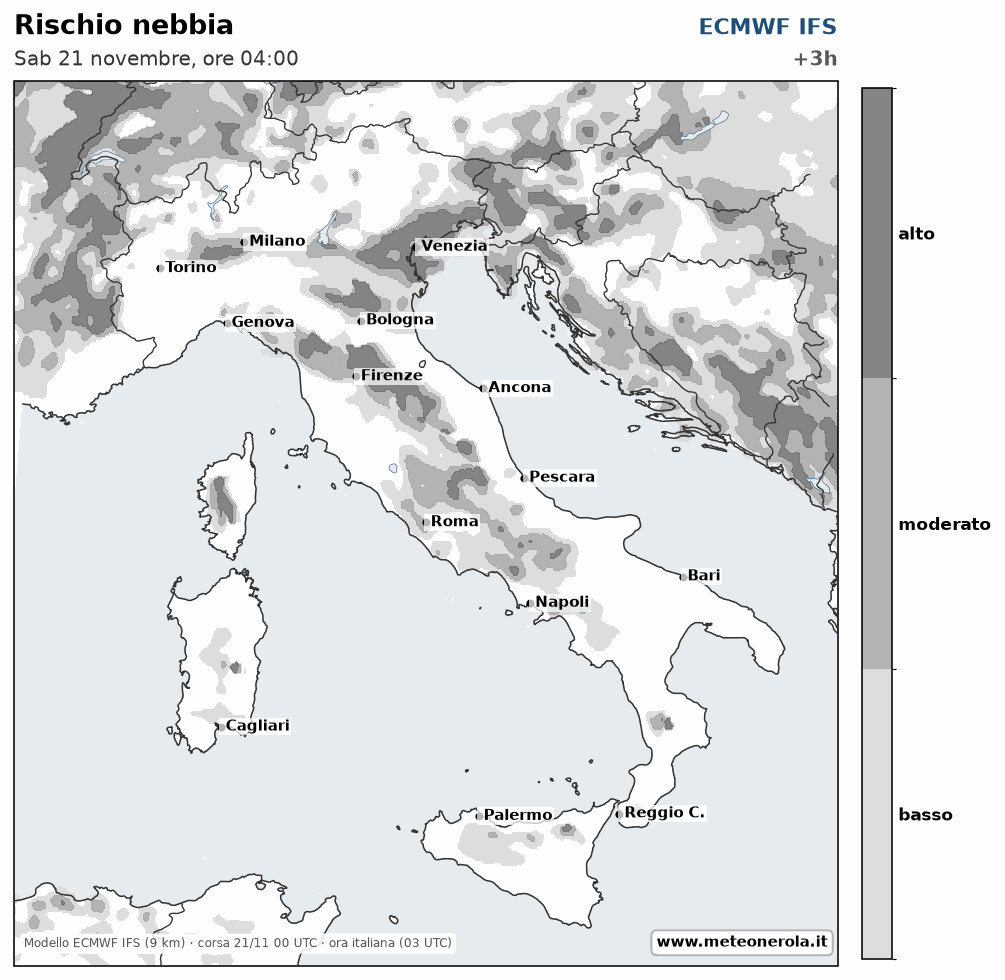 Rischio nebbia
ECMWF IFS
Sab 21 novembre, ore 04:00
+3h
alto
Milano
Venezia
Torino
Genova
Bologna
Firenze
Ancona
Pescara
Roma
moderato
Bari
Napoli
Cagliari
Palermo
Reggio C.
basso
Modello ECMWF IFS (9 km) · corsa 21/11 00 UTC · ora italiana (03 UTC)
www.meteonerola.it